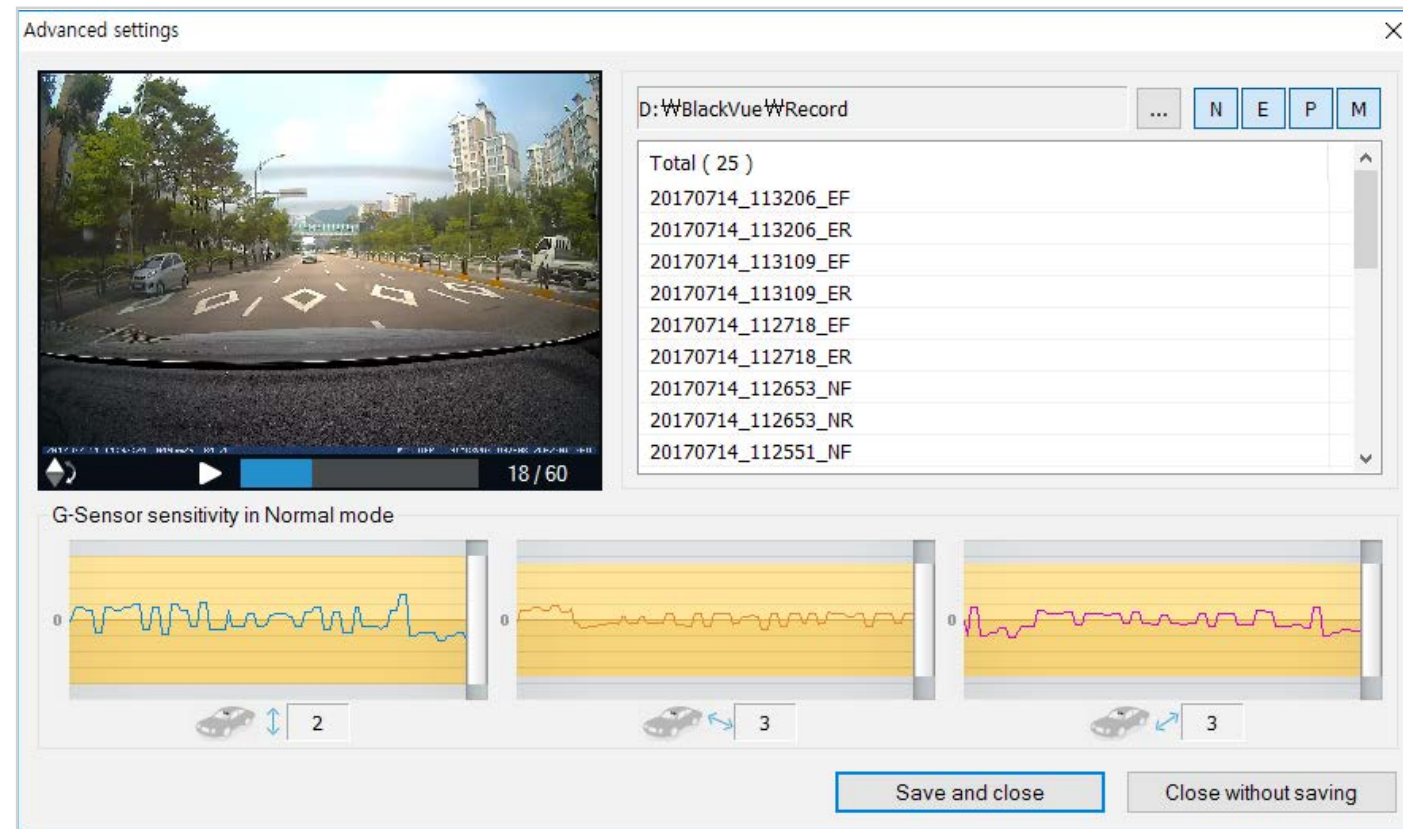 Advanced settings
D:₩BlackVue₩Record
...
N E P M
Total ( 25 )
20170714_113206_EF
20170714_113206_ER
20170714_113109_EF
20170714_113109_ER
20170714_112718_EF
20170714_112718_ER
20170714_112653_NF
20170714_112653_NR
20170714_112551_NF
18 / 60
G-Sensor sensitivity in Normal mode
0 0 0
2 3 3
Save and close Close without saving